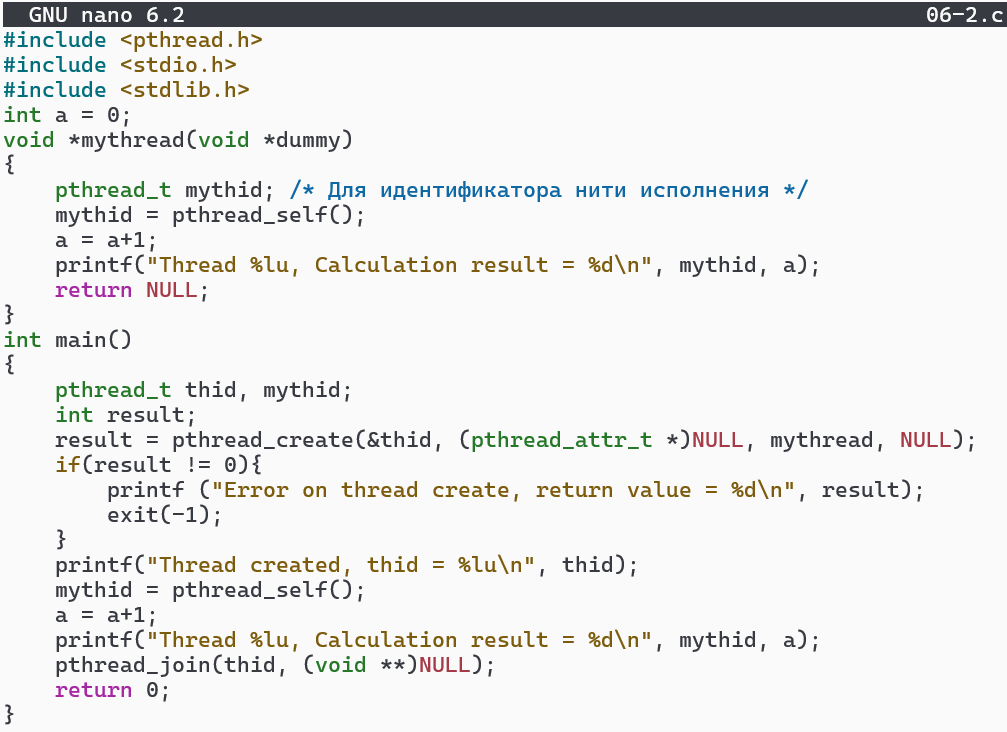 GNU nano 6.2 06-2.c
#include <pthread.h>
#include <stdio.h>
#include <stdlib.h>
int a = 0;
void *mythread(void *dummy)
{
    pthread_t mythid; /* Для идентификатора нити исполнения */
    mythid = pthread_self();
    a = a+1;
    printf("Thread %lu, Calculation result = %d\n", mythid, a);
    return NULL;
}
int main()
{
    pthread_t thid, mythid;
    int result;
    result = pthread_create(&thid, (pthread_attr_t *)NULL, mythread, NULL);
    if(result != 0){
        printf ("Error on thread create, return value = %d\n", result);
        exit(-1);
    }
    printf("Thread created, thid = %lu\n", thid);
    mythid = pthread_self();
    a = a+1;
    printf("Thread %lu, Calculation result = %d\n", mythid, a);
    pthread_join(thid, (void **)NULL);
    return 0;
}